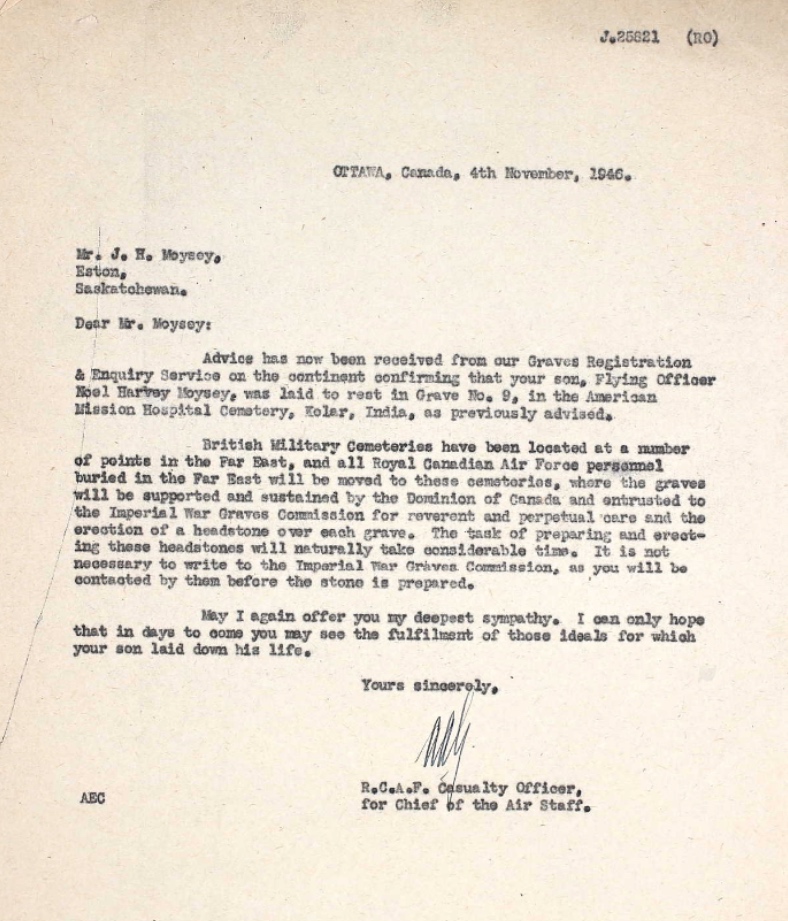 J.25821 (RO)
OTTAWA, Canada, 4th November, 1946.
Mr. J. H. Moysey,
Eston,
Saskatchewan.
Dear Mr. Moysey:
Advice has now been received from our Graves Registration
& Enquiry Service on the continent confirming that your son, Flying Officer
Noel Harvey Moysey, was laid to rest in Grave No. 9, in the American
Mission Hospital Cemetery, Kolar, India, as previously advised.
British Military Cemeteries have been located at a number
of points in the Far East, and all Royal Canadian Air Force personnel
buried in the Far East will be moved to these cemeteries, where the graves
will be supported and sustained by the Dominion of Canada and entrusted to
the Imperial War Graves Commission for reverent and perpetual care and the
erection of a headstone over each grave. The task of preparing and erect-
ing these headstones will naturally take considerable time. It is not
necessary to write to the Imperial War Graves Commission, as you will be
contacted by them before the stone is prepared.
May I again offer you my deepest sympathy. I can only hope
that in days to come you may see the fulfilment of those ideals for which
your son laid down his life.
Yours sincerely,
R.C.A.F. Casualty Officer,
for Chief of the Air Staff.
AEC